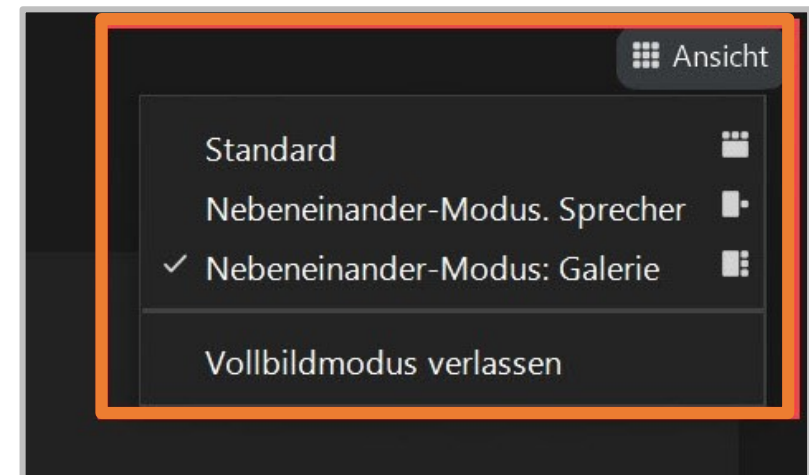 Ansicht
Standard
Nebeneinander-Modus. Sprecher
Nebeneinander-Modus: Galerie
Vollbildmodus verlassen